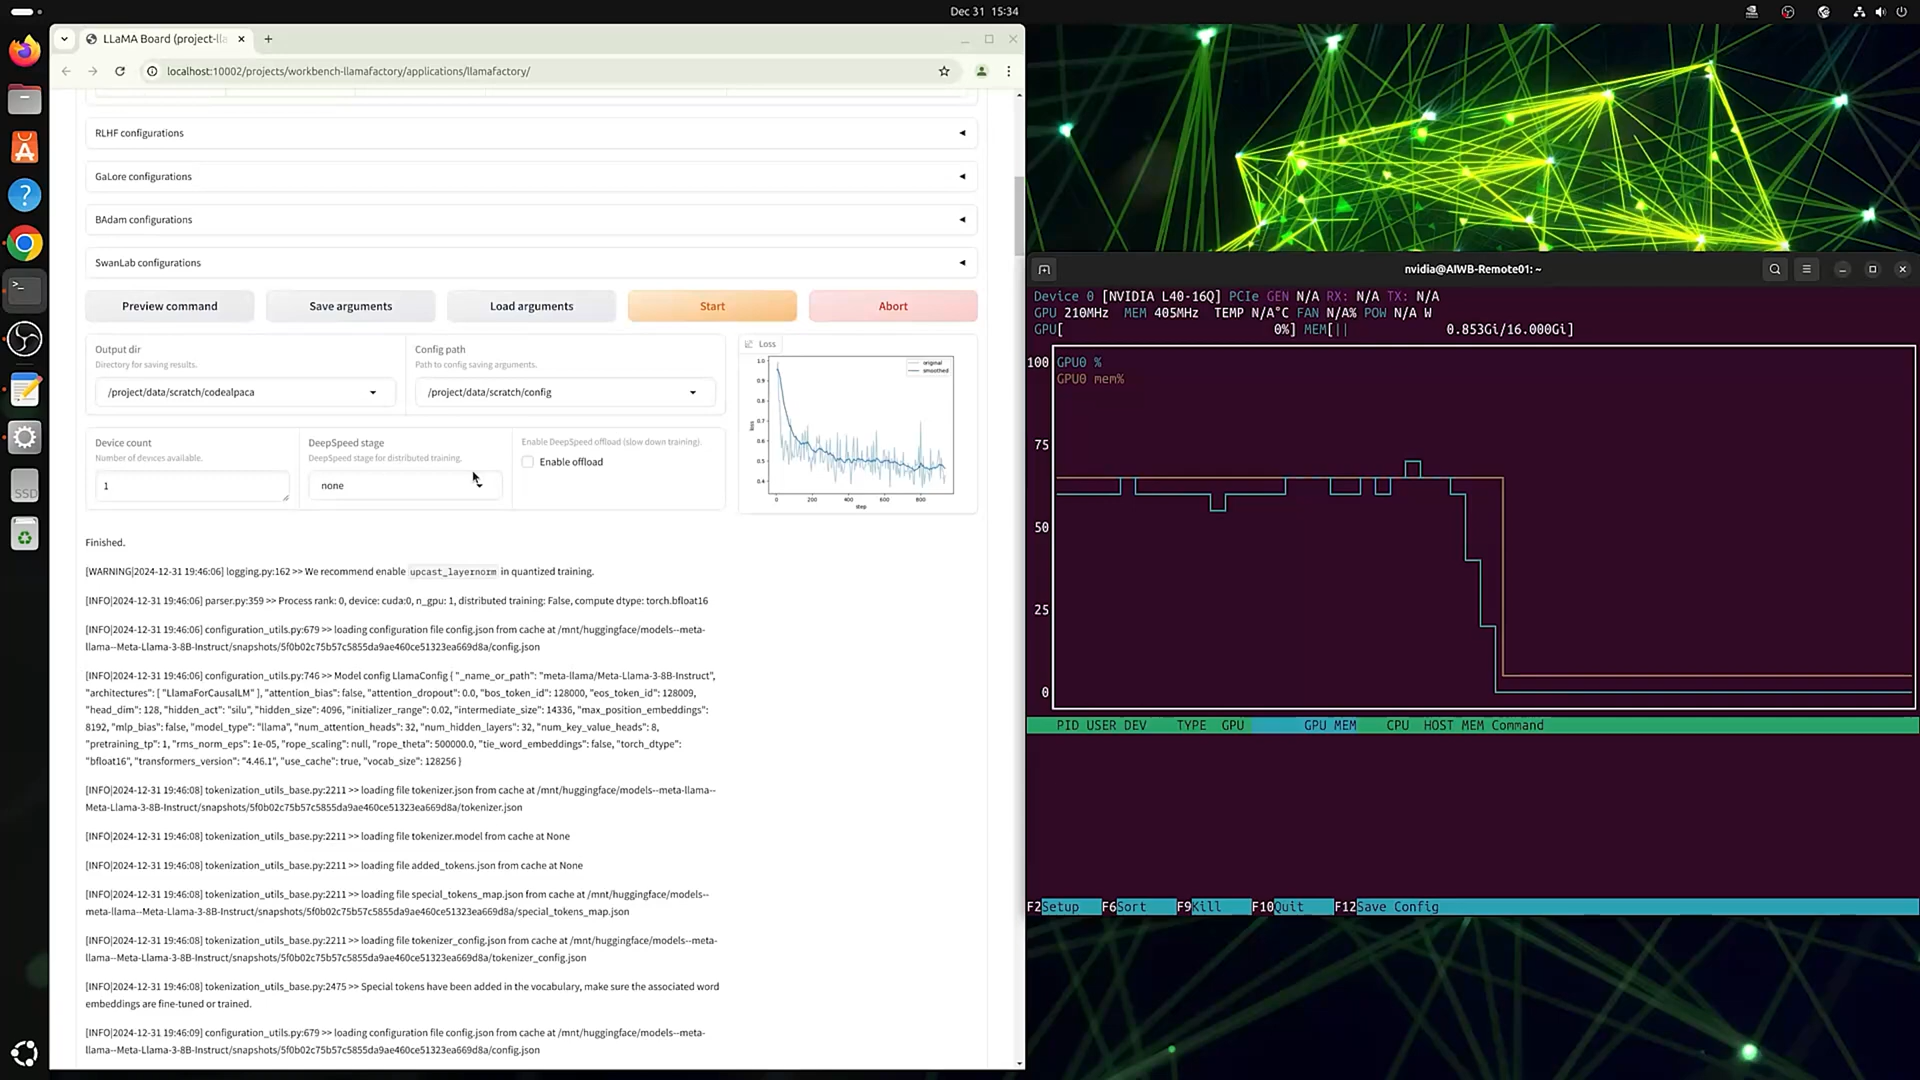 Dec 31 15:34
LLaMA Board (project-lla
localhost:10002/projects/workbench-llamafactory/applications/llamafactory/
RLHF configurations
GaLore configurations
BAdam configurations
SwanLab configurations
Preview command
Save arguments
Load arguments
Start
Abort
Output dir
Directory for saving results.
/project/data/scratch/codealpaca
Config path
Path to config saving arguments.
/project/data/scratch/config
Loss
original
smoothed
1.0
0.9
0.8
0.7
0.6
0.5
0.4
loss
0
200
400
600
800
step
Device count
Number of devices available.
1
DeepSpeed stage
DeepSpeed stage for distributed training.
none
Enable DeepSpeed offload (slow down training).
Enable offload
Finished.
[WARNING|2024-12-31 19:46:06] logging.py:162 >> We recommend enable upcast_layernorm in quantized training.
[INFO|2024-12-31 19:46:06] parser.py:359 >> Process rank: 0, device: cuda:0, n_gpu: 1, distributed training: False, compute dtype: torch.bfloat16
[INFO|2024-12-31 19:46:06] configuration_utils.py:679 >> loading configuration file config.json from cache at /mnt/huggingface/models--meta-
llama--Meta-Llama-3-8B-Instruct/snapshots/5f0b02c75b57c5855da9ae460ce51323ea669d8a/config.json
[INFO|2024-12-31 19:46:06] configuration_utils.py:746 >> Model config LlamaConfig { "_name_or_path": "meta-llama/Meta-Llama-3-8B-Instruct",
"architectures": [ "LlamaForCausalLM" ], "attention_bias": false, "attention_dropout": 0.0, "bos_token_id": 128000, "eos_token_id": 128009,
"head_dim": 128, "hidden_act": "silu", "hidden_size": 4096, "initializer_range": 0.02, "intermediate_size": 14336, "max_position_embeddings":
8192, "mlp_bias": false, "model_type": "llama", "num_attention_heads": 32, "num_hidden_layers": 32, "num_key_value_heads": 8,
"pretraining_tp": 1, "rms_norm_eps": 1e-05, "rope_scaling": null, "rope_theta": 500000.0, "tie_word_embeddings": false, "torch_dtype":
"bfloat16", "transformers_version": "4.46.1", "use_cache": true, "vocab_size": 128256 }
[INFO|2024-12-31 19:46:08] tokenization_utils_base.py:2211 >> loading file tokenizer.json from cache at /mnt/huggingface/models--meta-llama--
Meta-Llama-3-8B-Instruct/snapshots/5f0b02c75b57c5855da9ae460ce51323ea669d8a/tokenizer.json
[INFO|2024-12-31 19:46:08] tokenization_utils_base.py:2211 >> loading file tokenizer.model from cache at None
[INFO|2024-12-31 19:46:08] tokenization_utils_base.py:2211 >> loading file added_tokens.json from cache at None
[INFO|2024-12-31 19:46:08] tokenization_utils_base.py:2211 >> loading file special_tokens_map.json from cache at /mnt/huggingface/models--
meta-llama--Meta-Llama-3-8B-Instruct/snapshots/5f0b02c75b57c5855da9ae460ce51323ea669d8a/special_tokens_map.json
[INFO|2024-12-31 19:46:08] tokenization_utils_base.py:2211 >> loading file tokenizer_config.json from cache at /mnt/huggingface/models--meta-
llama--Meta-Llama-3-8B-Instruct/snapshots/5f0b02c75b57c5855da9ae460ce51323ea669d8a/tokenizer_config.json
[INFO|2024-12-31 19:46:08] tokenization_utils_base.py:2475 >> Special tokens have been added in the vocabulary, make sure the associated word
embeddings are fine-tuned or trained.
[INFO|2024-12-31 19:46:09] configuration_utils.py:679 >> loading configuration file config.json from cache at /mnt/huggingface/models--meta-
llama--Meta-Llama-3-8B-Instruct/snapshots/5f0b02c75b57c5855da9ae460ce51323ea669d8a/config.json
SSD
nvidia@AIWB-Remote01: ~
Device 0 [NVIDIA L40-16Q] PCIe GEN N/A RX: N/A TX: N/A
GPU 210MHz MEM 405MHz TEMP N/A°C FAN N/A% POW N/A W
GPU[ 0%] MEM[|| 0.853Gi/16.000Gi]
100
GPU0 %
GPU0 mem%
75
50
25
0
PID USER DEV TYPE GPU GPU MEM CPU HOST MEM Command
F2Setup F6Sort F9Kill F10Quit F12Save Config